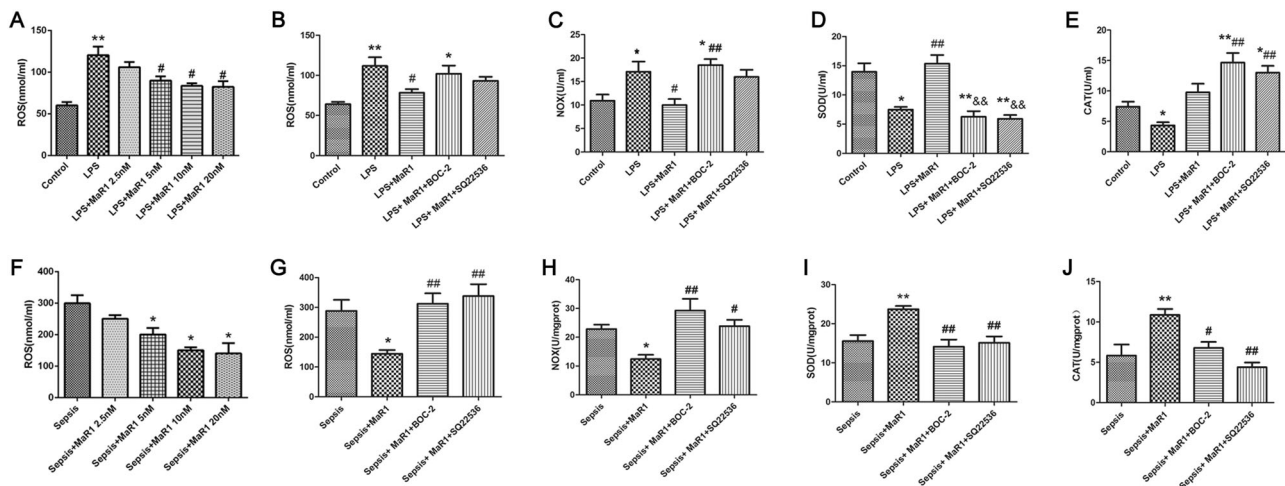 A
ROS(nmol/ml)
150
100
50
0
**
#
#
#
Control
LPS
LPS+MaR1 2.5nM
LPS+MaR1 5nM
LPS+MaR1 10nM
LPS+MaR1 20nM
B
ROS(nmol/ml)
150
100
50
0
**
#
*
Control
LPS
LPS+MaR1
LPS+ MaR1+BOC-2
LPS+ MaR1+SQ22536
C
NOX(U/ml)
25
20
15
10
5
0
*
#
* ##
Control
LPS
LPS+MaR1
LPS+ MaR1+BOC-2
LPS+ MaR1+SQ22536
D
SOD(U/ml)
20
15
10
5
0
*
##
**&&
**&&
Control
LPS
LPS+MaR1
LPS+ MaR1+BOC-2
LPS+ MaR1+SQ22536
E
CAT(U/ml)
20
15
10
5
0
*
**##
*##
Control
LPS
LPS+MaR1
LPS+ MaR1+BOC-2
LPS+ MaR1+SQ22536
F
ROS(nmol/ml)
400
300
200
100
0
*
*
*
Sepsis
Sepsis+MaR1 2.5nM
Sepsis+MaR1 5nM
Sepsis+MaR1 10nM
Sepsis+MaR1 20nM
G
ROS(nmol/ml)
400
300
200
100
0
*
##
##
Sepsis
Sepsis+MaR1
Sepsis+ MaR1+BOC-2
Sepsis+ MaR1+SQ22536
H
NOX(U/mgprot)
40
30
20
10
0
*
##
#
Sepsis
Sepsis+MaR1
Sepsis+ MaR1+BOC-2
Sepsis+ MaR1+SQ22536
I
SOD(U/mgprot)
30
20
10
0
**
##
##
Sepsis
Sepsis+MaR1
Sepsis+ MaR1+BOC-2
Sepsis+ MaR1+SQ22536
J
CAT(U/mgprot)
15
10
5
0
**
#
##
Sepsis
Sepsis+MaR1
Sepsis+ MaR1+BOC-2
Sepsis+ MaR1+SQ22536